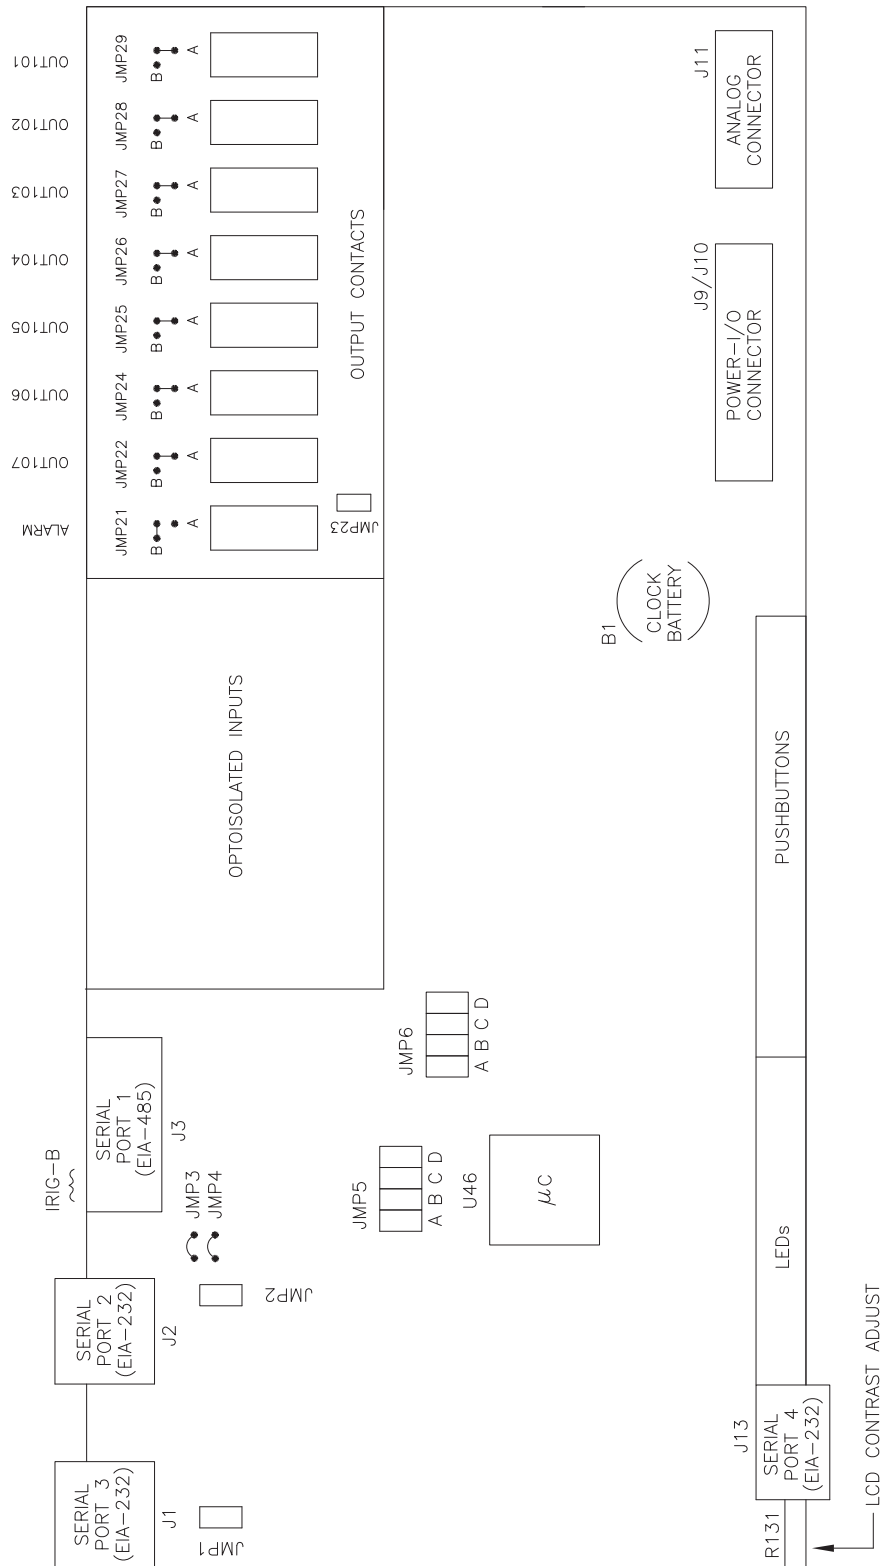 OUT101
JMP29
B
A
OUT102
JMP28
B
A
OUT103
JMP27
B
A
OUT104
JMP26
B
A
OUT105
JMP25
B
A
OUT106
JMP24
B
A
OUT107
JMP22
B
A
ALARM
JMP21
B
A
JMP23
OUTPUT CONTACTS
J11
ANALOG
CONNECTOR
J9/J10
POWER-I/O
CONNECTOR
B1
CLOCK
BATTERY
OPTOISOLATED INPUTS
PUSHBUTTONS
JMP6
A B C D
IRIG-B
SERIAL
PORT 1
(EIA-485)
J3
JMP3
JMP4
JMP5
A B C D
U46
μC
LEDs
SERIAL
PORT 2
(EIA-232)
J2
JMP2
SERIAL
PORT 3
(EIA-232)
J1
JMP1
J13
SERIAL
PORT 4
(EIA-232)
R131
LCD CONTRAST ADJUST